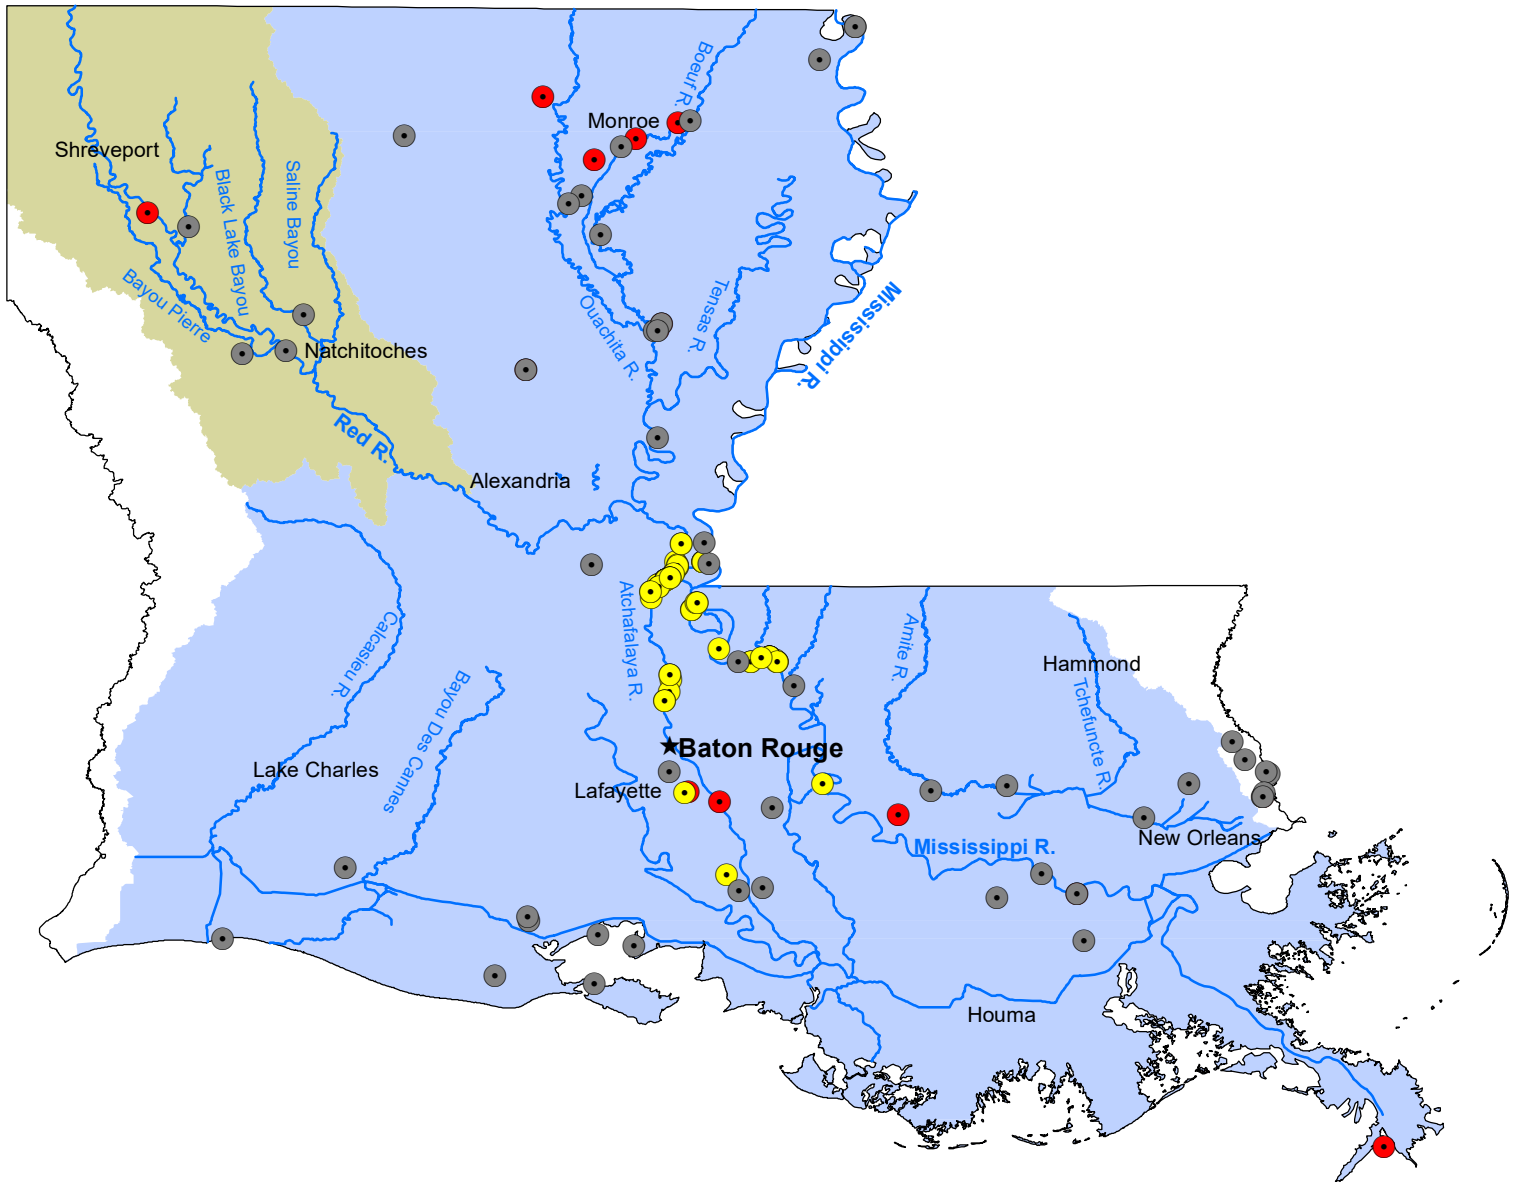 Boeuf R.
Monroe
Shreveport
Black Lake Bayou
Saline Bayou
Bayou Pierre
Ouachita R.
Tensas R.
Mississippi R.
Natchitoches
Red R.
Alexandria
Atchafalaya R.
Calcasieu R.
Amite R.
Hammond
Tchefuncte R.
Bayou Des Cannes
Baton Rouge
Lake Charles
Lafayette
New Orleans
Mississippi R.
Houma